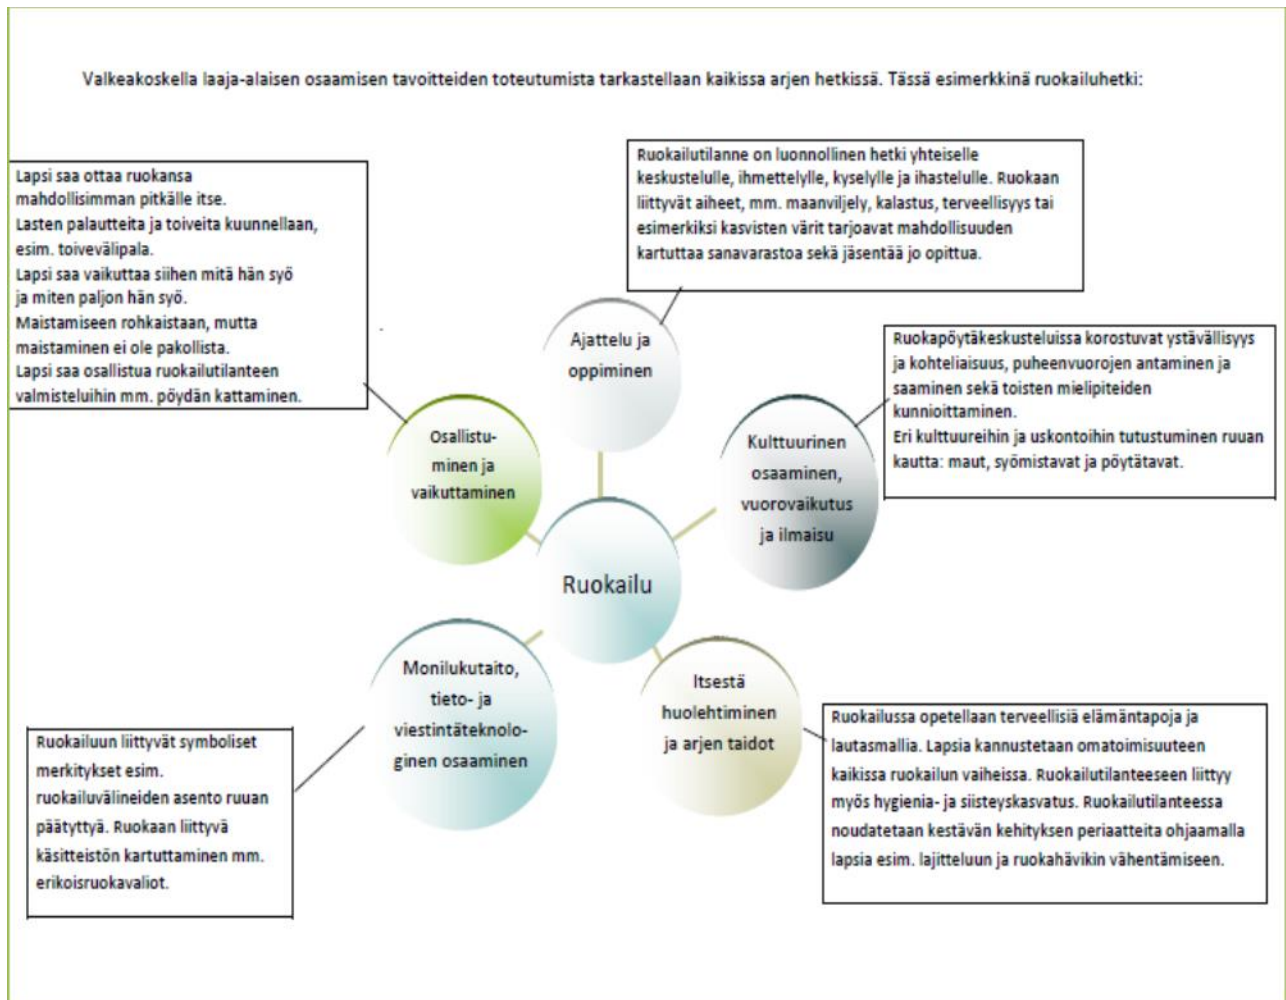 Valkeakoskella laaja-alaisen osaamisen tavoitteiden toteutumista tarkastellaan kaikissa arjen hetkissä. Tässä esimerkkinä ruokailuhetki:
Lapsi saa ottaa ruokansa
mahdollisimman pitkälle itse.
Lasten palautteita ja toiveita kuunnellaan,
esim. toivevälipala.
Lapsi saa vaikuttaa siihen mitä hän syö
ja miten paljon hän syö.
Maistamiseen rohkaistaan, mutta
maistaminen ei ole pakollista.
Lapsi saa osallistua ruokailutilanteen
valmisteluihin mm. pöydän kattaminen.
Ruokailutilanne on luonnollinen hetki yhteiselle
keskustelulle, ihmettelylle, kyselylle ja ihastelulle. Ruokaan
liittyvät aiheet, mm. maanviljely, kalastus, terveellisyys tai
esimerkiksi kasvisten värit tarjoavat mahdollisuuden
kartuttaa sanavarastoa sekä jäsentää jo opittua.
Ruokapöytäkeskusteluissa korostuvat ystävällisyys
ja kohteliaisuus, puheenvuorojen antaminen ja
saaminen sekä toisten mielipiteiden
kunnioittaminen.
Eri kulttuureihin ja uskontoihin tutustuminen ruuan
kautta: maut, syömistavat ja pöytätavat.
Ajattelu ja
oppiminen
Osallistu-
minen ja
vaikuttaminen
Kulttuurinen
osaaminen,
vuorovaikutus
ja ilmaisu
Ruokailu
Monilukutaito,
tieto- ja
viestintäteknolo-
ginen osaaminen
Itsestä
huolehtiminen
ja arjen taidot
Ruokailuun liittyvät symboliset
merkitykset esim.
ruokailuvälineiden asento ruuan
päätyttyä. Ruokaan liittyvä
käsitteistön kartuttaminen mm.
erikoisruokavaliot.
Ruokailussa opetellaan terveellisiä elämäntapoja ja
lautasmallia. Lapsia kannustetaan omatoimisuuteen
kaikissa ruokailun vaiheissa. Ruokailutilanteeseen liittyy
myös hygienia- ja siisteyskasvatus. Ruokailutilanteessa
noudatetaan kestävän kehityksen periaatteita ohjaamalla
lapsia esim. lajitteluun ja ruokahävikin vähentämiseen.